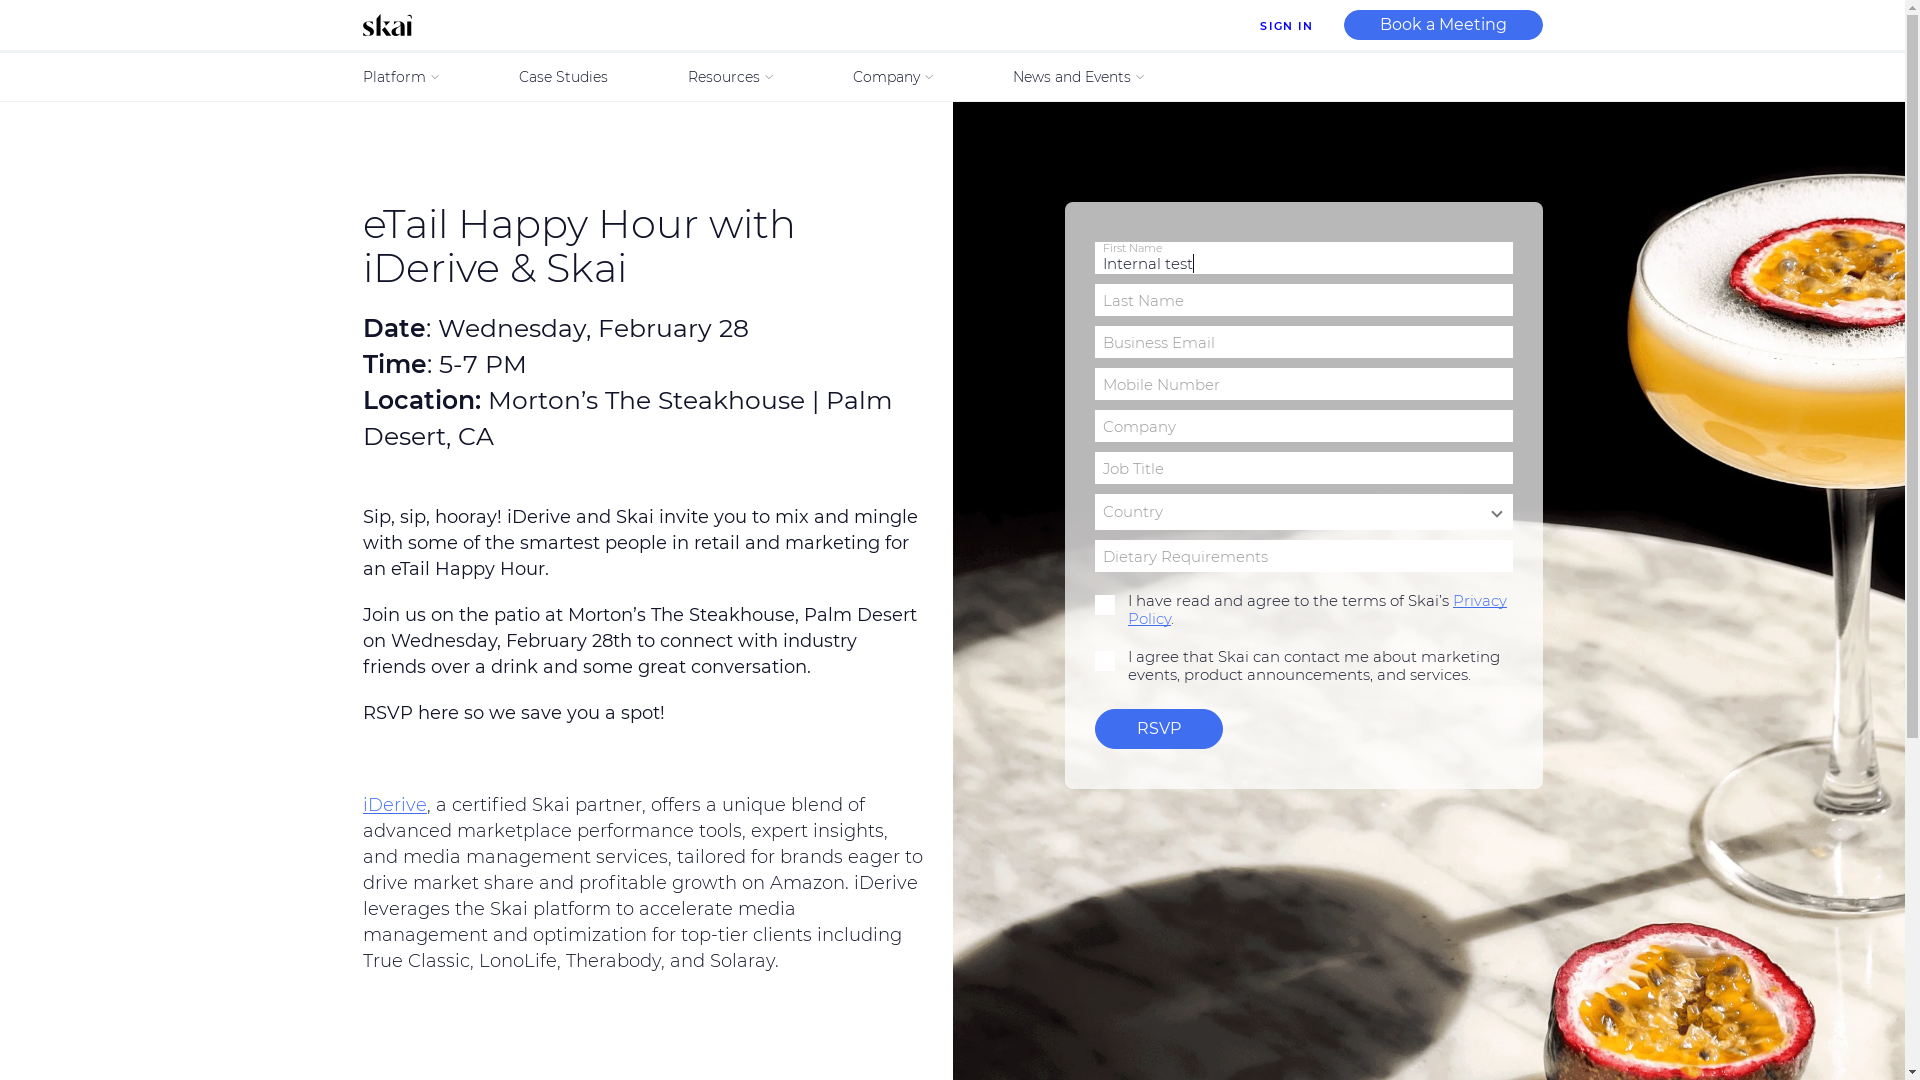 skai
SIGN IN
Book a Meeting
Platform
Case Studies
Resources
Company
News and Events
eTail Happy Hour with
iDerive & Skai
Date: Wednesday, February 28
Time: 5-7 PM
Location: Morton’s The Steakhouse | Palm
Desert, CA
Sip, sip, hooray! iDerive and Skai invite you to mix and mingle
with some of the smartest people in retail and marketing for
an eTail Happy Hour.
Join us on the patio at Morton’s The Steakhouse, Palm Desert
on Wednesday, February 28th to connect with industry
friends over a drink and some great conversation.
RSVP here so we save you a spot!
iDerive, a certified Skai partner, offers a unique blend of
advanced marketplace performance tools, expert insights,
and media management services, tailored for brands eager to
drive market share and profitable growth on Amazon. iDerive
leverages the Skai platform to accelerate media
management and optimization for top-tier clients including
True Classic, LonoLife, Therabody, and Solaray.
First Name
Internal test
Last Name
Business Email
Mobile Number
Company
Job Title
Country
Dietary Requirements
I have read and agree to the terms of Skai’s Privacy
Policy.
I agree that Skai can contact me about marketing
events, product announcements, and services.
RSVP